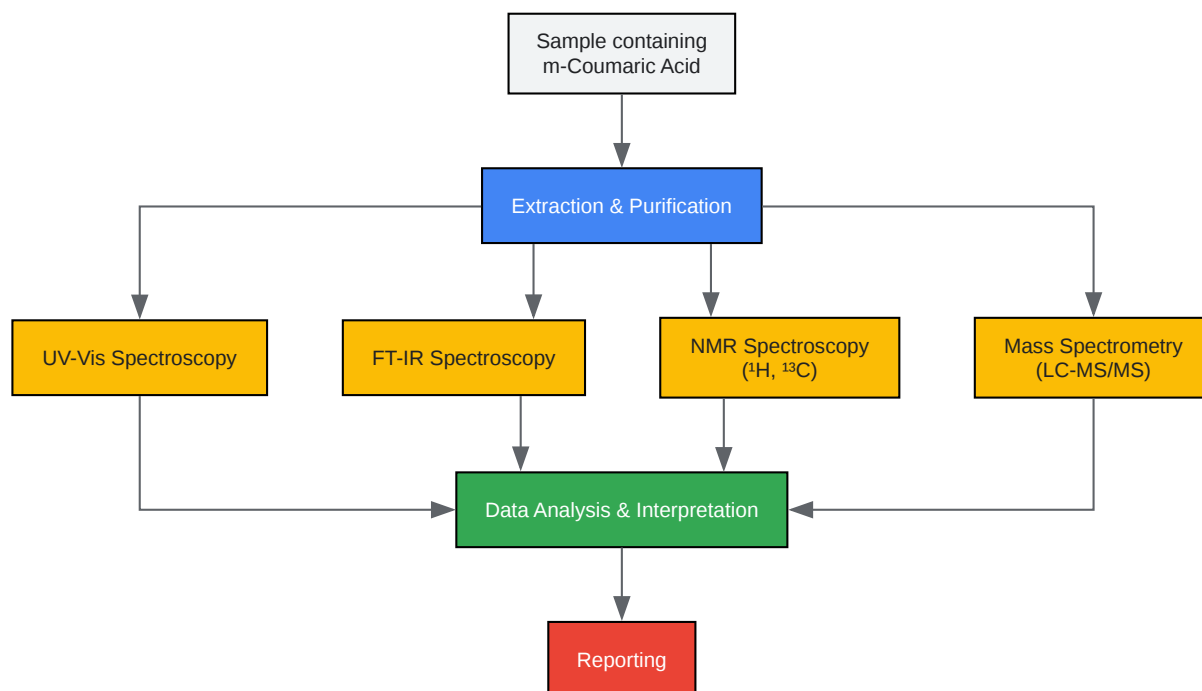 Sample containing
m-Coumaric Acid
Extraction & Purification
UV-Vis Spectroscopy
FT-IR Spectroscopy
NMR Spectroscopy
(¹H, ¹³C)
Mass Spectrometry
(LC-MS/MS)
Data Analysis & Interpretation
Reporting